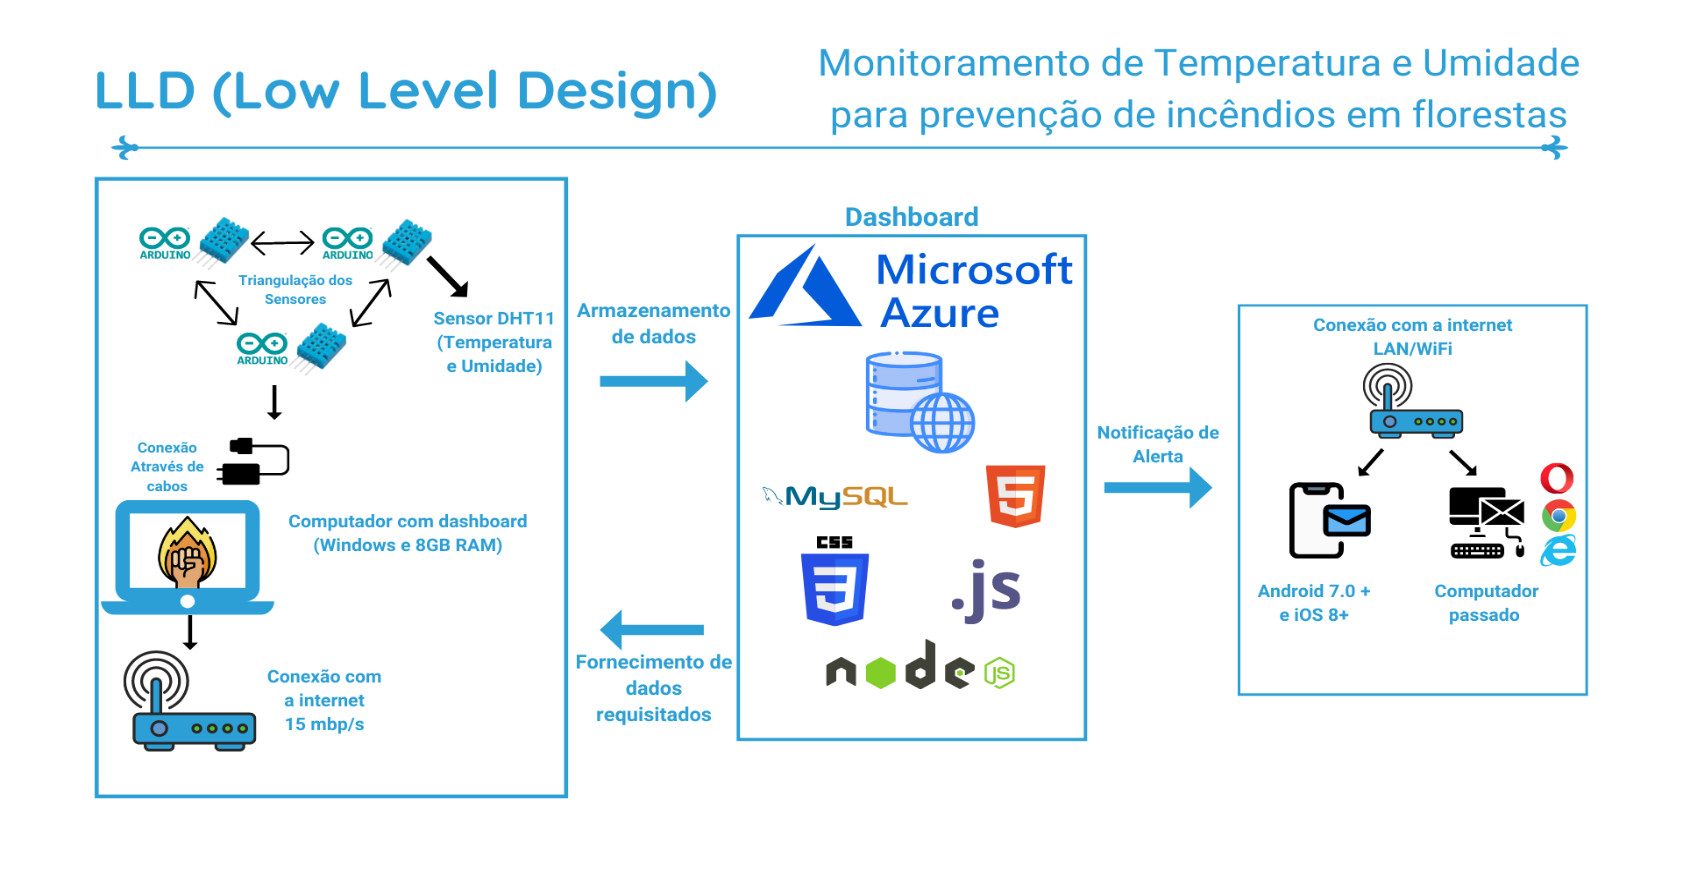 LLD (Low Level Design)
Monitoramento de Temperatura e Umidade
para prevenção de incêndios em florestas
ARDUINO
ARDUINO
Triangulação dos
Sensores
ARDUINO
Sensor DHT11
(Temperatura
e Umidade)
Conexão
Através de
cabos
Computador com dashboard
(Windows e 8GB RAM)
Conexão com
a internet
15 mbp/s
Armazenamento
de dados
Fornecimento de
dados
requisitados
Dashboard
Microsoft
Azure
MySQL
5
CSS
3
.js
node
JS
Notificação de
Alerta
Conexão com a internet
LAN/WiFi
Android 7.0 +
e iOS 8+
Computador
passado